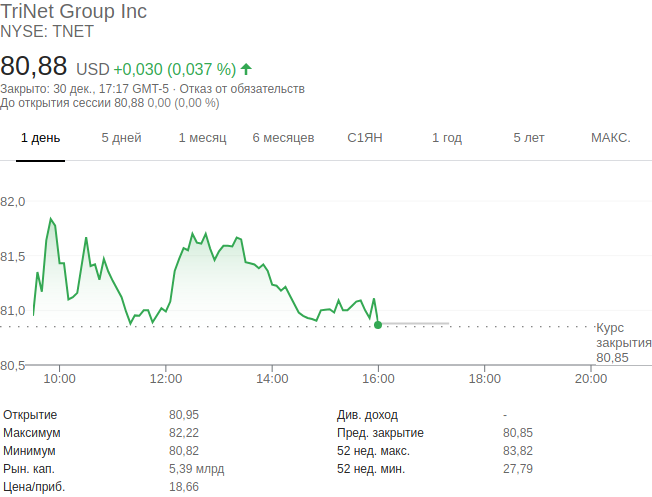 TriNet Group Inc
NYSE: TNET
80,88 USD +0,030 (0,037 %)
Закрыто: 30 дек., 17:17 GMT-5 · Отказ от обязательств
До открытия сессии 80,88 0,00 (0,00 %)
1 день 5 дней 1 месяц 6 месяцев С1ЯН 1 год 5 лет МАКС.
82,0
81,5
81,0
Курс
закрытия
80,85
80,5
10:00 12:00 14:00 16:00 18:00 20:00
Открытие 80,95 Див. доход -
Максимум 82,22 Пред. закрытие 80,85
Минимум 80,82 52 нед. макс. 83,82
Рын. кап. 5,39 млрд 52 нед. мин. 27,79
Цена/приб. 18,66